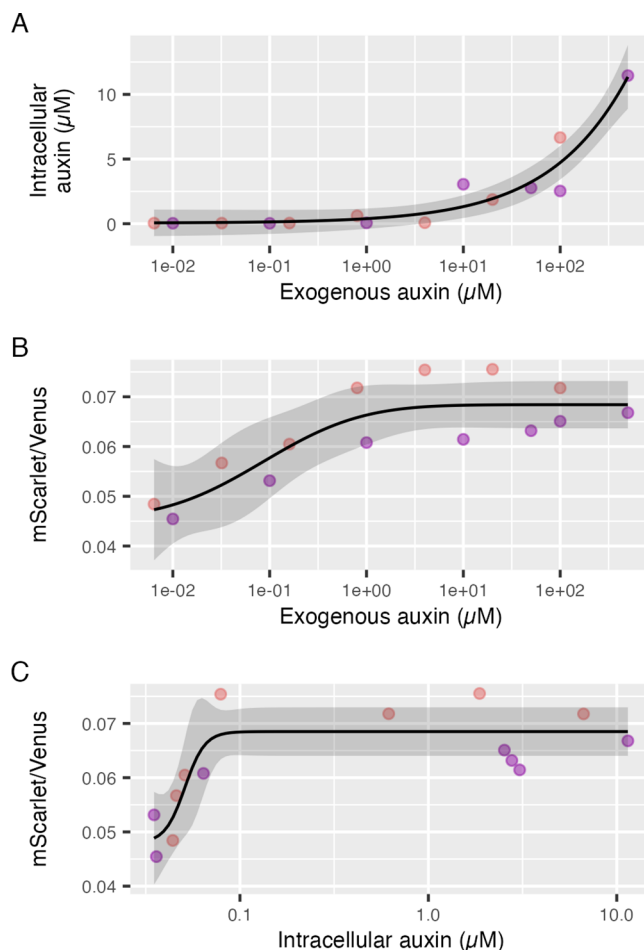 A
Intracellular
auxin (µM)
10
5
0
1e-02 1e-01 1e+00 1e+01 1e+02
Exogenous auxin (µM)
B
mScarlet/Venus
0.07
0.06
0.05
0.04
1e-02 1e-01 1e+00 1e+01 1e+02
Exogenous auxin (µM)
C
mScarlet/Venus
0.07
0.06
0.05
0.04
0.1 1.0 10.0
Intracellular auxin (µM)